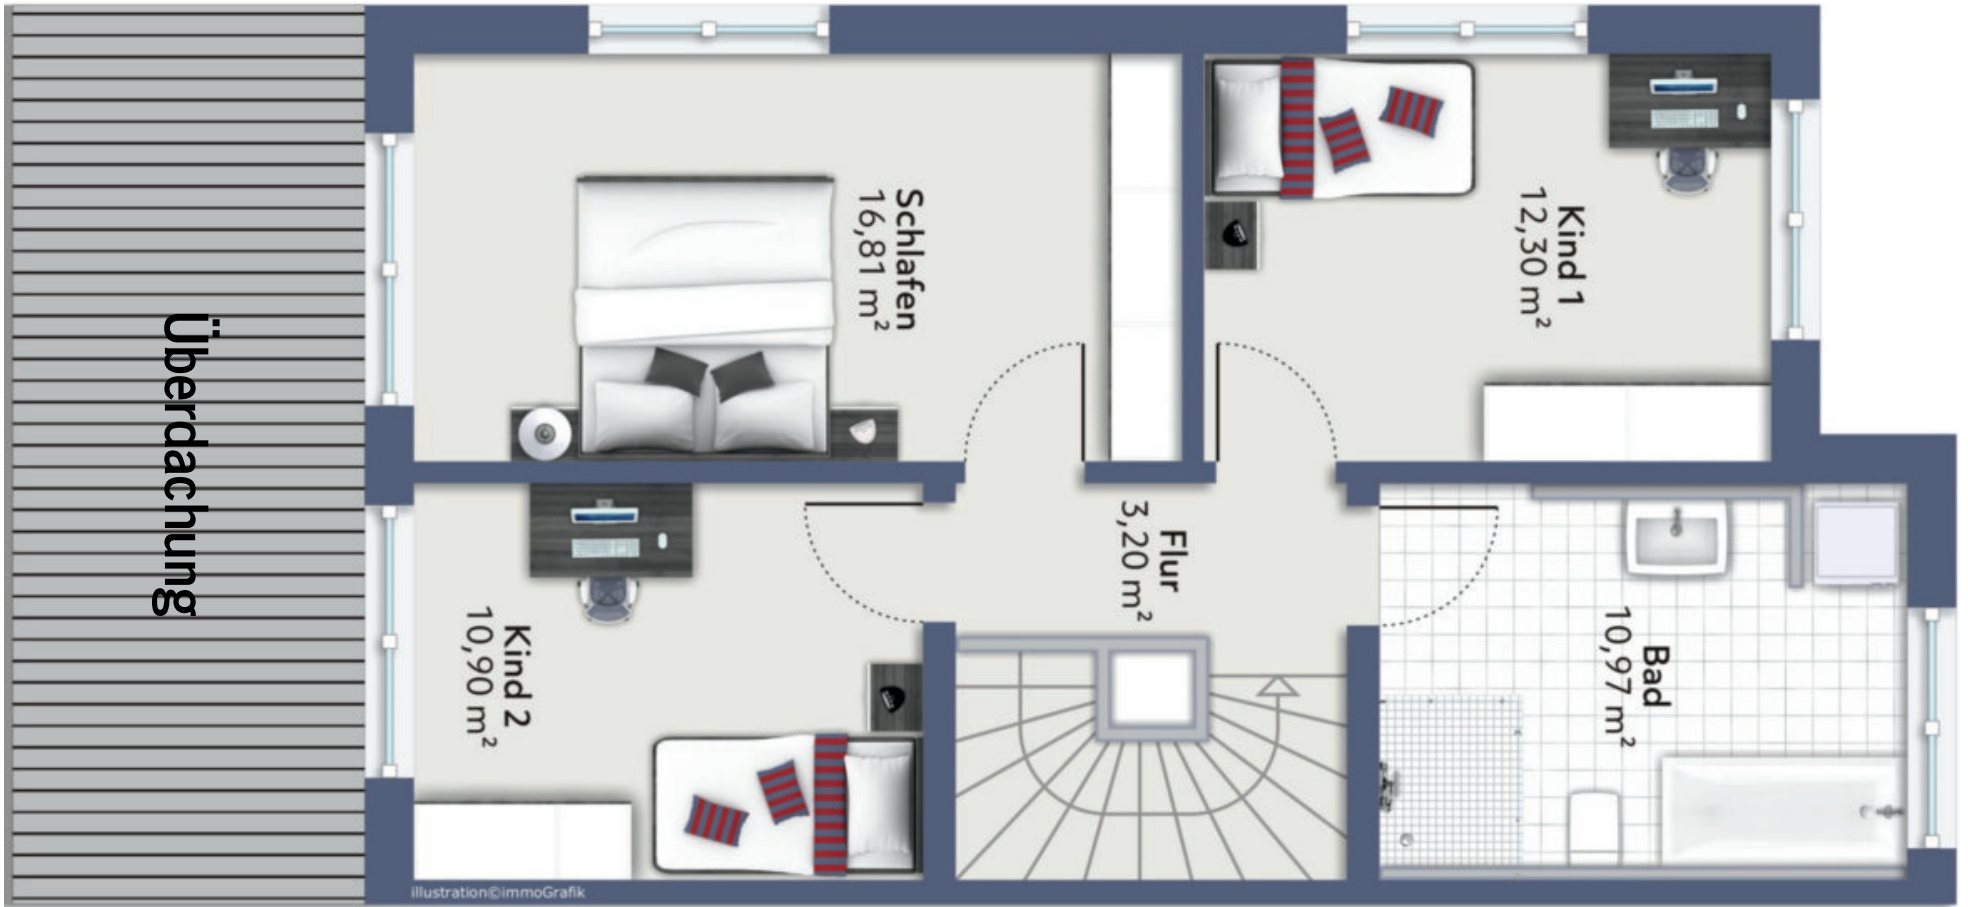 Überdachung
Schlafen
16,81 m²
Kind 1
12,30 m²
Flur
3,20 m²
Kind 2
10,90 m²
Bad
10,97 m²
illustration©immoGrafik